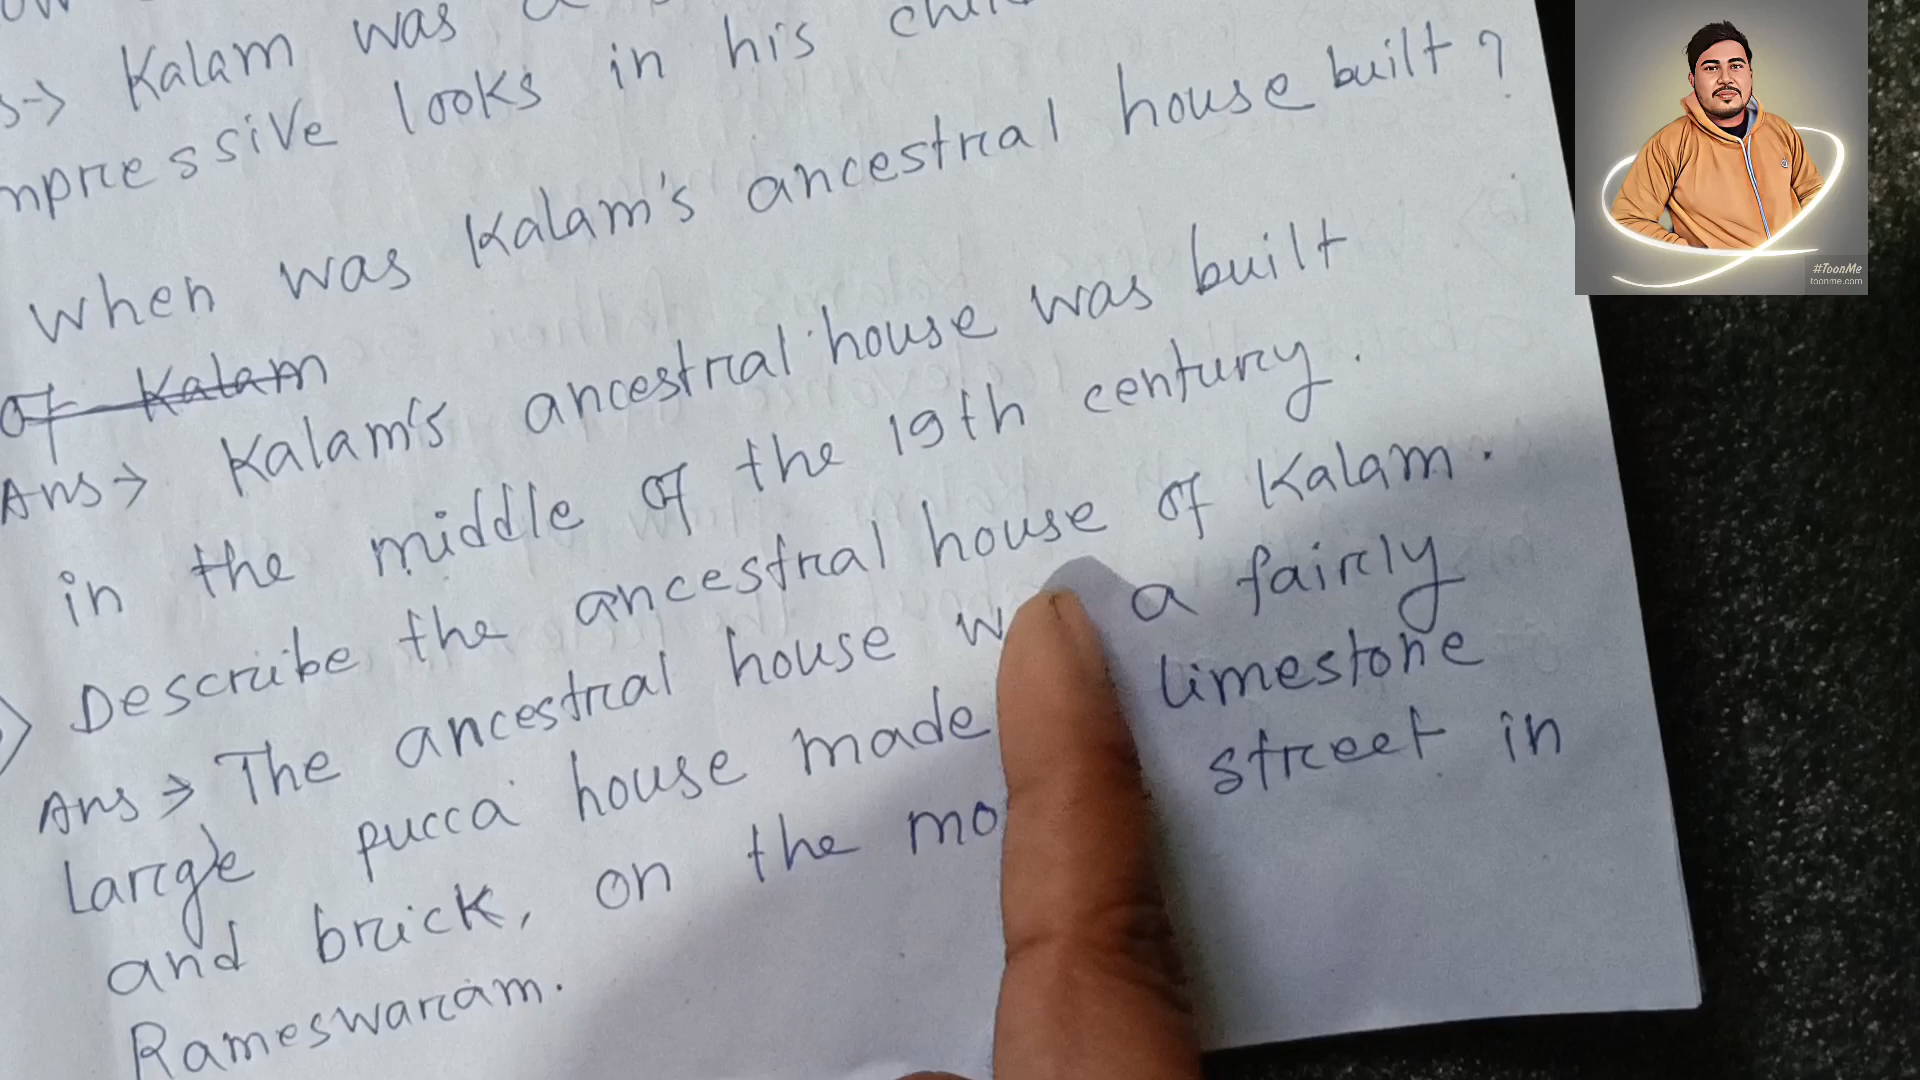 Kalam was a
impressive looks in his
When was Kalam's ancestral house built?
of Kalam
Ans→ Kalam's ancestral house was built
in the middle of the 19th century.
Describe the ancestral house of Kalam.
Ans→ The ancestral house a fairly
large pucca house made limestone
and brick, on the street in
Rameswaram.
#ToonMe
toonme.com